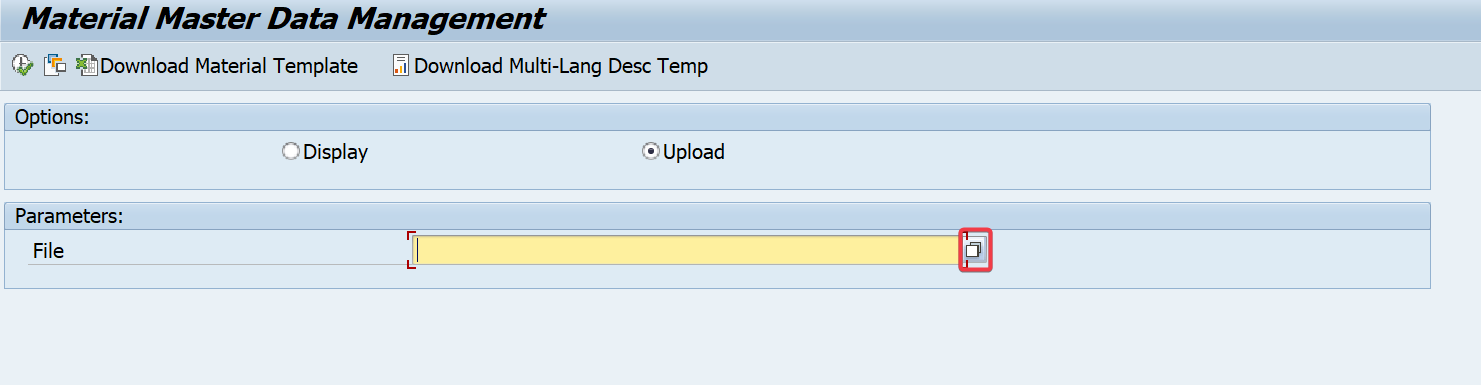 Material Master Data Management
Download Material Template Download Multi-Lang Desc Temp
Options:
Display Upload
Parameters:
File